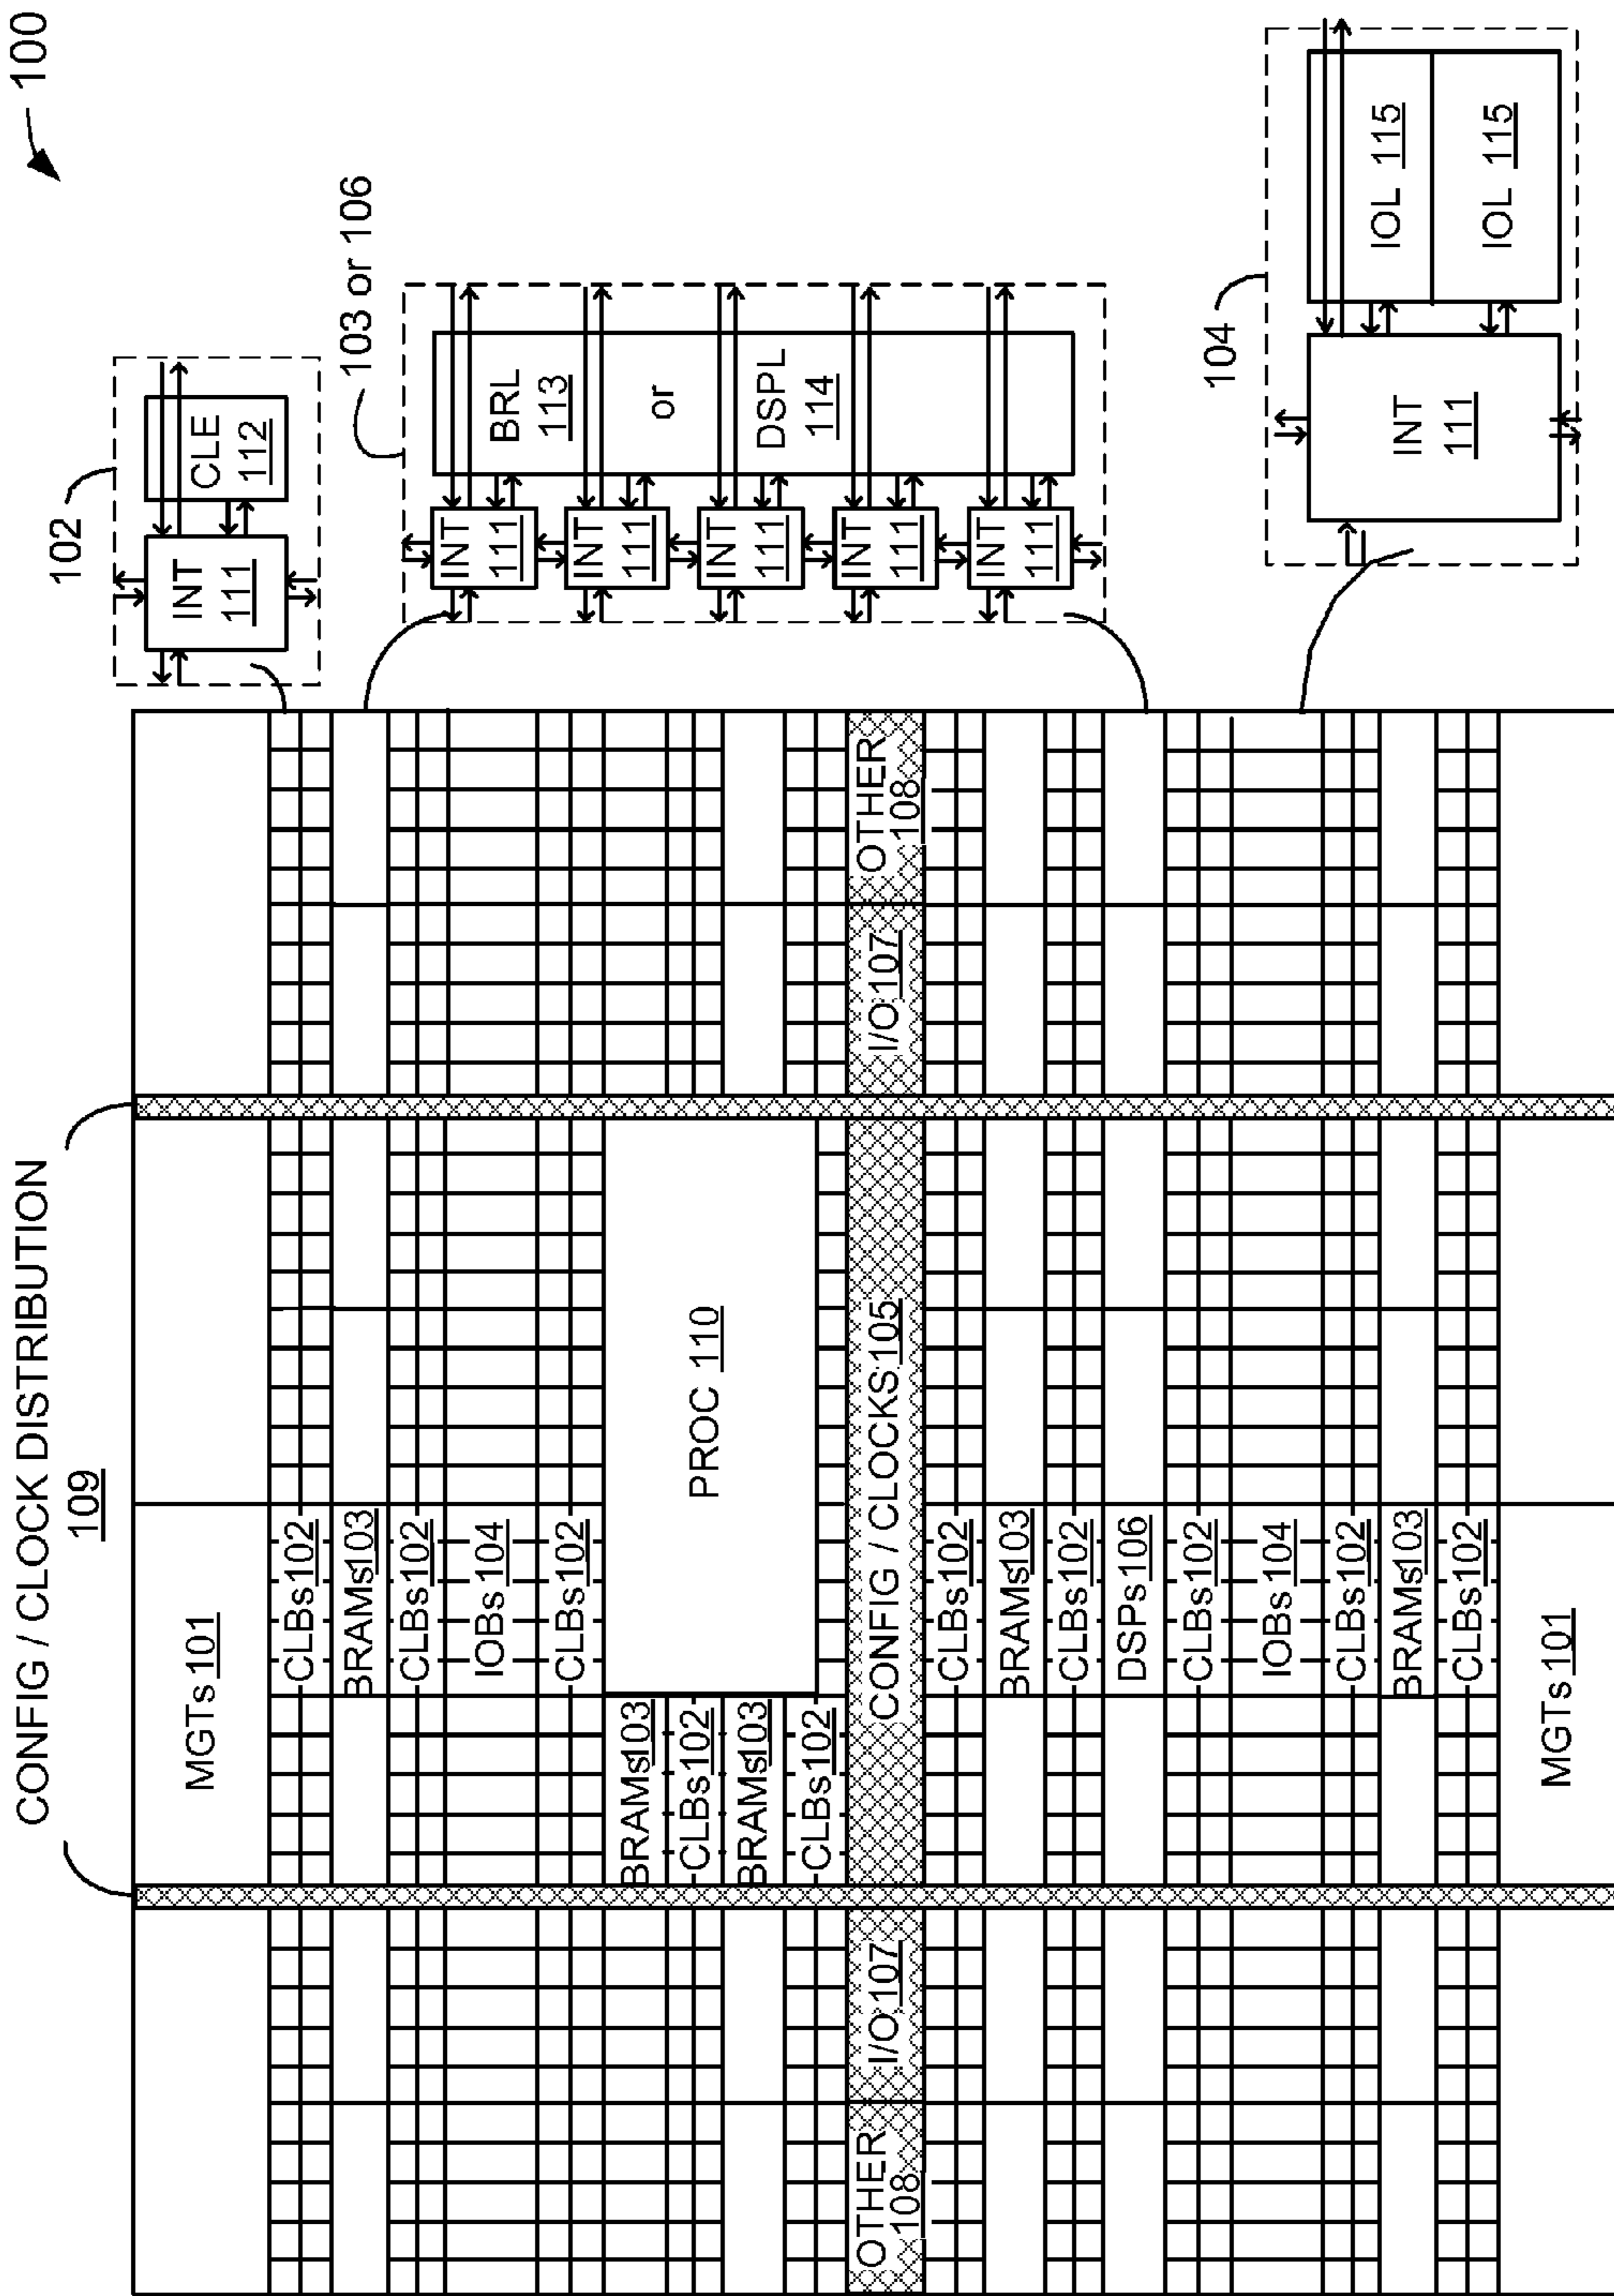 100
CONFIG / CLOCK DISTRIBUTION
109
MGTs 101
CLBs 102
BRAMs 103
CLBs 102
IOBs 104
CLBs 102
BRAMs 103
CLBs 102
BRAMs 103
CLBs 102
PROC 110
OTHER
108
I/O 107
CONFIG / CLOCKS 105
I/O 107
OTHER
108
CLBs 102
BRAMs 103
CLBs 102
DSPs 106
CLBs 102
IOBs 104
CLBs 102
BRAMs 103
CLBs 102
MGTs 101
102
INT
111
CLE
112
103 or 106
INT
111
INT
111
INT
111
INT
111
INT
111
BRL
113
or
DSPL
114
104
INT
111
IOL 115
IOL 115